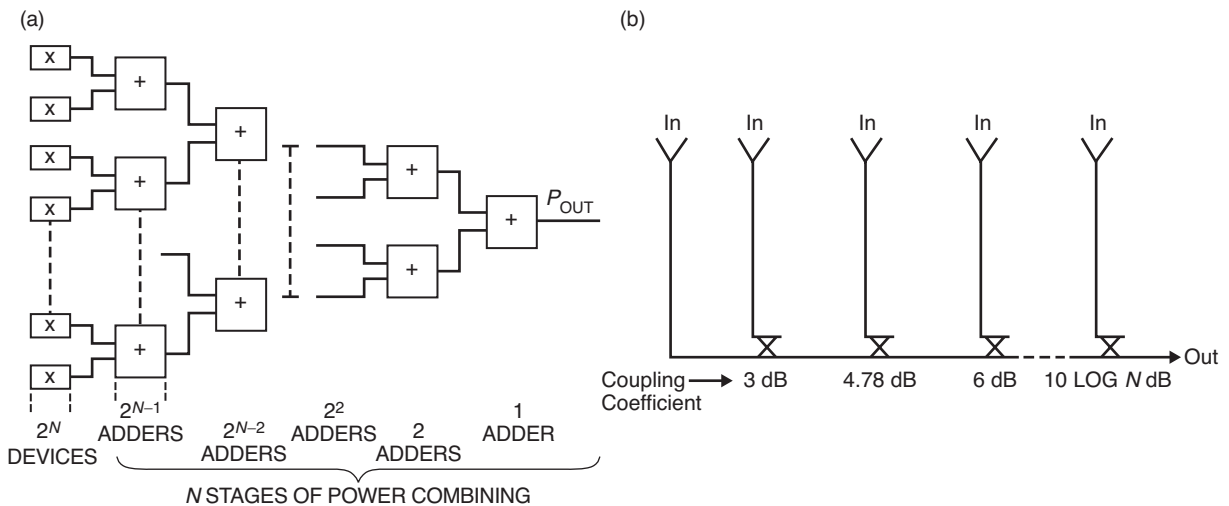 (a)
x
+
x
+
x
+
x
+
P_OUT
+
+
+
x
+
x
2^N DEVICES
2^{N–1} ADDERS
2^{N–2} ADDERS
2^2 ADDERS
2 ADDERS
1 ADDER
N STAGES OF POWER COMBINING
(b)
In In In In In
Out
Coupling Coefficient
3 dB 4.78 dB 6 dB 10 LOG N dB